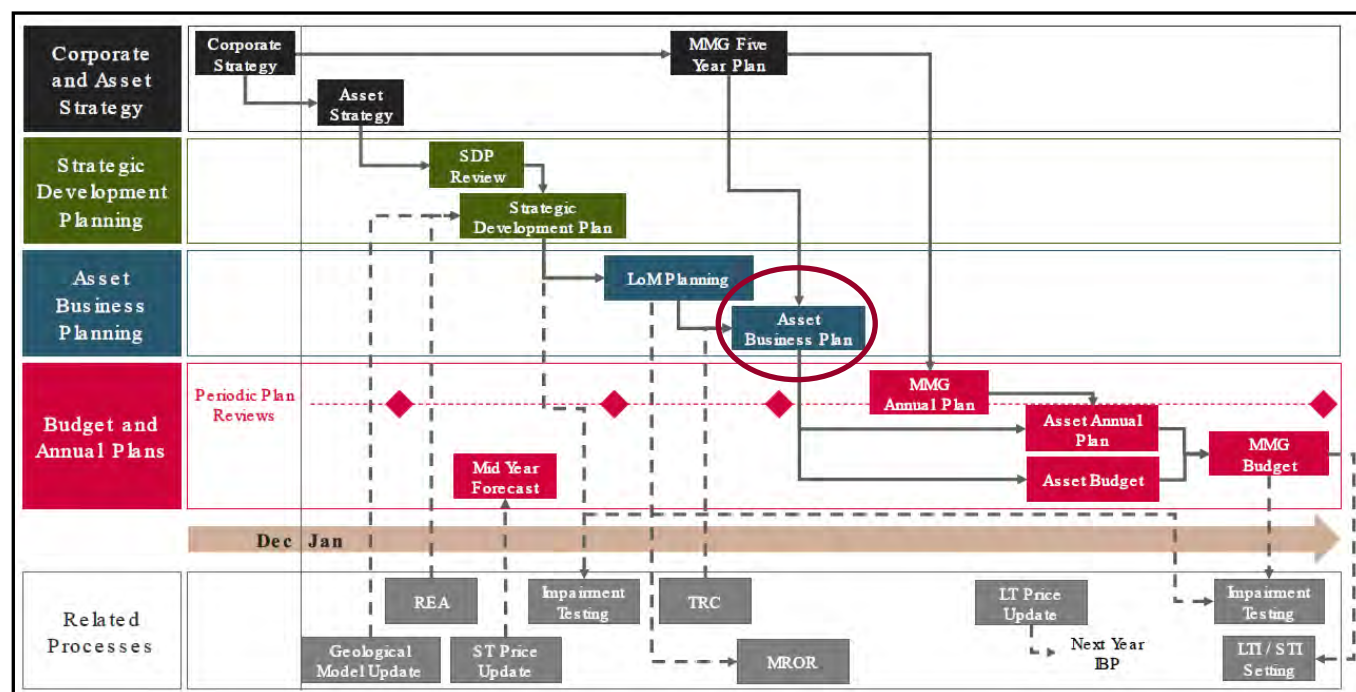 Corporate
and Asset
Strategy
Corporate
Strategy
MMG Five
Year Plan
Asset
Strategy
Strategic
Development
Planning
SDP
Review
Strategic
Development Plan
Asset
Business
Planning
LoM Planning
Asset
Business Plan
Budget and
Annual Plans
Periodic Plan
Reviews
MMG
Annual Plan
Asset Annual
Plan
Mid Year
Forecast
Asset Budget
MMG
Budget
Dec Jan
Related
Processes
REA
Impairment
Testing
TRC
LT Price
Update
Impairment
Testing
Geological
Model Update
ST Price
Update
MROR
Next Year
IBP
LTI / STI
Setting